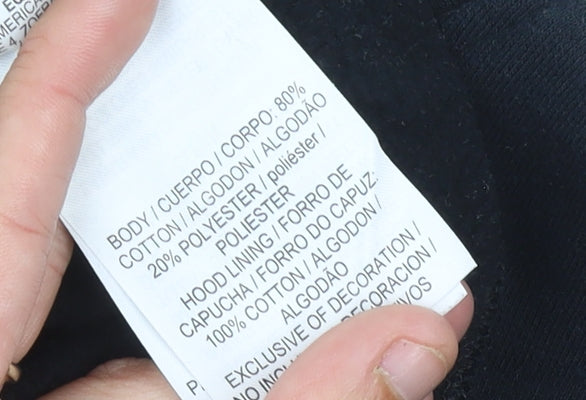 BODY / CUERPO / CORPO: 80%
COTTON / ALGODON / ALGODÃO
20% POLYESTER / poliéster /
POLIESTER
HOOD LINING / FORRO DE
CAPUCHA / FORRO DO CAPUZ:
100% COTTON / ALGODON /
ALGODÃO
EXCLUSIVE OF DECORATION /